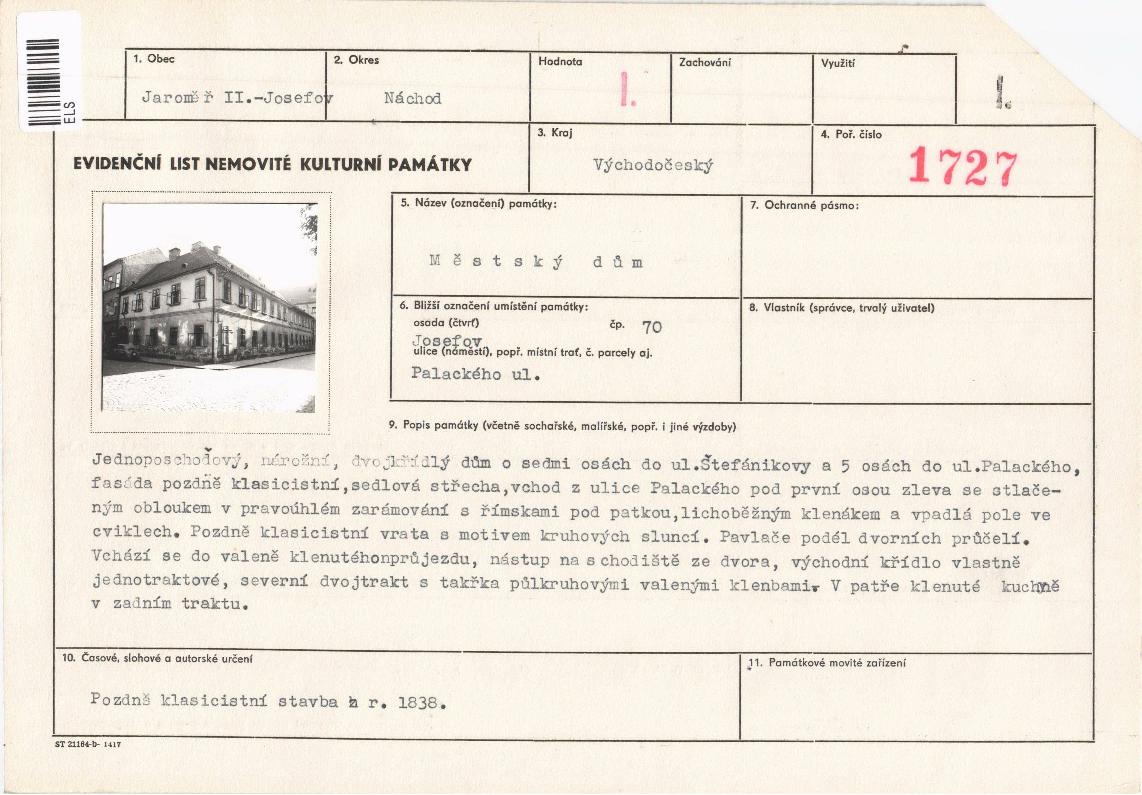 ELS
1. Obec
Jaroměř II.-Josefov
2. Okres
Náchod
Hodnota
I.
Zachování
Využití
I.
EVIDENČNÍ LIST NEMOVITÉ KULTURNÍ PAMÁTKY
3. Kraj
Východočeský
4. Poř. číslo
1727
5. Název (označení) památky:
Městský dům
7. Ochranné pásmo:
6. Bližší označení umístění památky:
osada (čtvrť)
čp. 70
Josefov
ulice (náměstí), popř. místní trať, č. parcely aj.
Palackého ul.
8. Vlastník (správce, trvalý uživatel)
9. Popis památky (včetně sochařské, malířské, popř. i jiné výzdoby)
Jednoposchoďový, nárožní, dvojkřídlý dům o sedmi osách do ul.Štefánikovy a 5 osách do ul.Palackého,
fasáda pozdně klasicistní,sedlová střecha,vchod z ulice Palackého pod první osou zleva se stlače-
ným obloukem v pravoúhlém zarámování s římskami pod patkou,lichoběžným klenákem a vpadlá pole ve
cviklech. Pozdně klasicistní vrata s motivem kruhových sluncí. Pavlače podél dvorních průčelí.
Vchází se do valeně klenutéhonprůjezdu, nástup na schodiště ze dvora, východní křídlo vlastně
jednotraktové, severní dvojtrakt s takřka půlkruhovými valenými klenbami. V patře klenuté kuchyně
v zadním traktu.
10. Časové, slohové a autorské určení
Pozdně klasicistní stavba z r. 1838.
11. Památkové movité zařízení
ST 21164-b- 1417